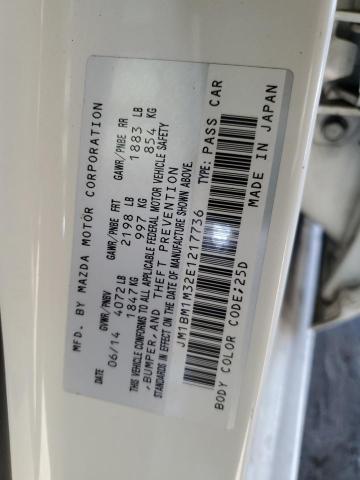 MFD. BY MAZDA MOTOR CORPORATION
DATE GVWR/PNBV GAWR/PNBE FRT GAWR/PNBE RR
06/14 4072 LB 2198 LB 1883 LB
1847 KG 997 KG 854 KG
THIS VEHICLE CONFORMS TO ALL APPLICABLE FEDERAL MOTOR VEHICLE SAFETY
, BUMPER, AND THEFT PREVENTION
STANDARDS IN EFFECT ON THE DATE OF MANUFACTURE SHOWN ABOVE.
JM1BM1M32E1217736 TYPE: PASS CAR
BODY COLOR CODE: 25D MADE IN JAPAN